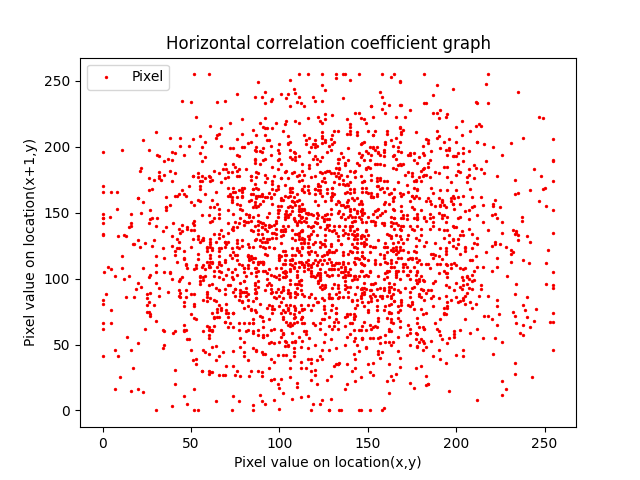 Horizontal correlation coefficient graph
Pixel
250
200
150
100
50
0
Pixel value on location(x+1,y)
0 50 100 150 200 250
Pixel value on location(x,y)